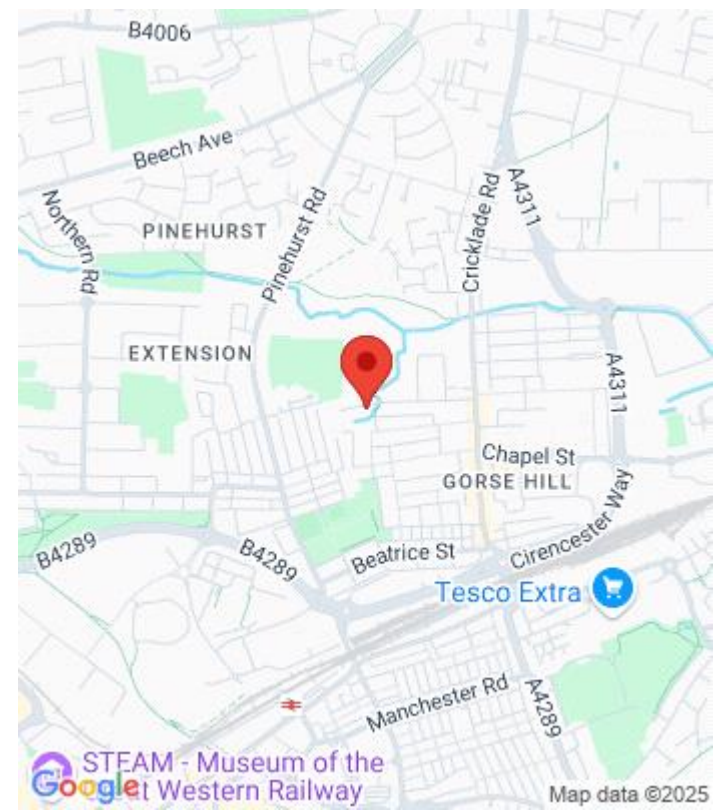 B4006
Beech Ave
Northern Rd
PINEHURST
Pinehurst Rd
Cricklade Rd
A4311
EXTENSION
A4311
Chapel St
GORSE HILL
B4289
B4289
Beatrice St
Cirencester Way
Tesco Extra
Manchester Rd
A4289
STEAM - Museum of the
Google
t Western Railway
Map data ©2025